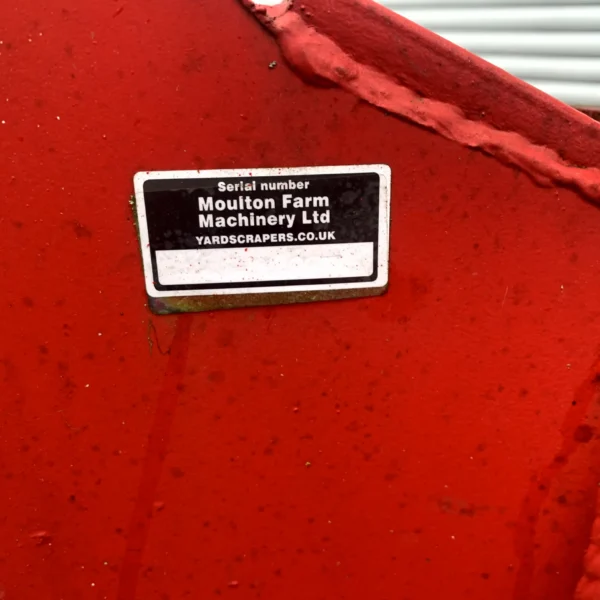 Serial number
Moulton Farm
Machinery Ltd
YARDSCRAPERS.CO.UK